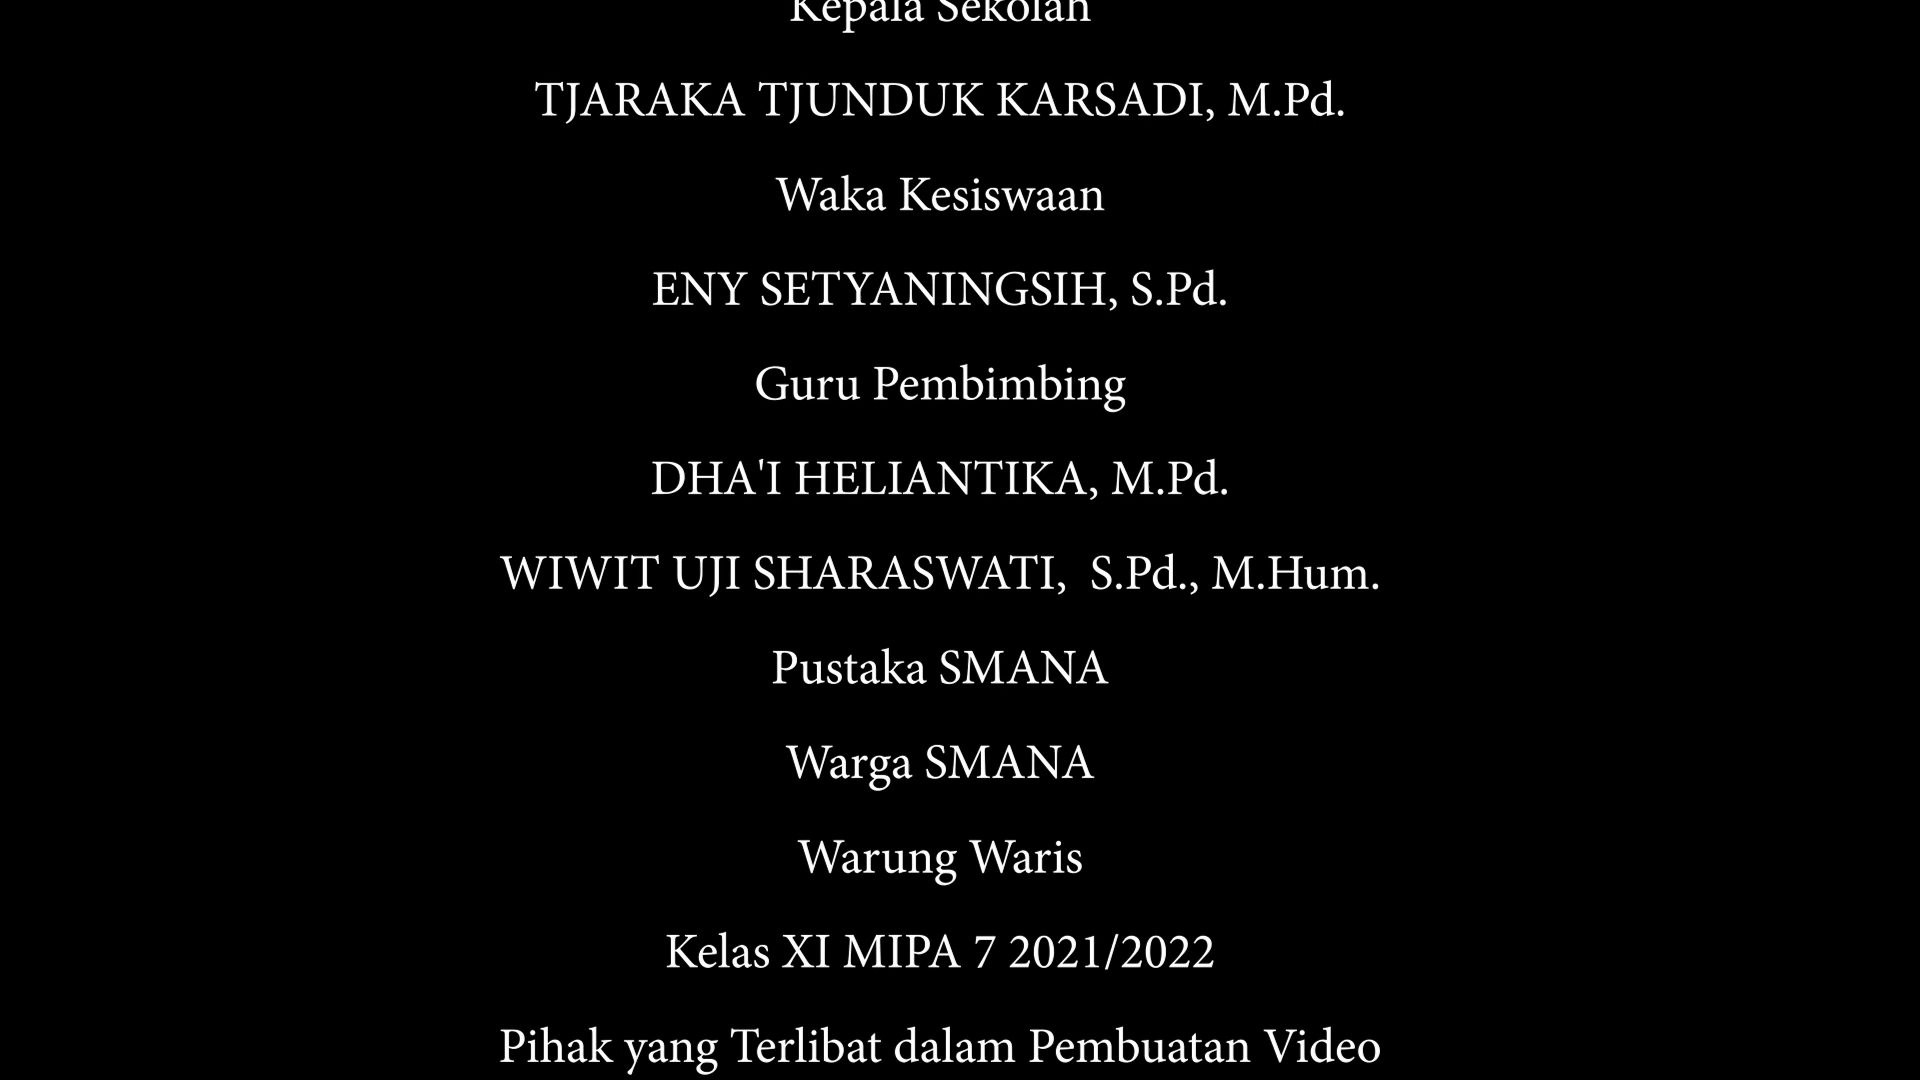 Kepala Sekolah
TJARAKA TJUNDUK KARSADI, M.Pd.
Waka Kesiswaan
ENY SETYANINGSIH, S.Pd.
Guru Pembimbing
DHA'I HELIANTIKA, M.Pd.
WIWIT UJI SHARASWATI,  S.Pd., M.Hum.
Pustaka SMANA
Warga SMANA
Warung Waris
Kelas XI MIPA 7 2021/2022
Pihak yang Terlibat dalam Pembuatan Video